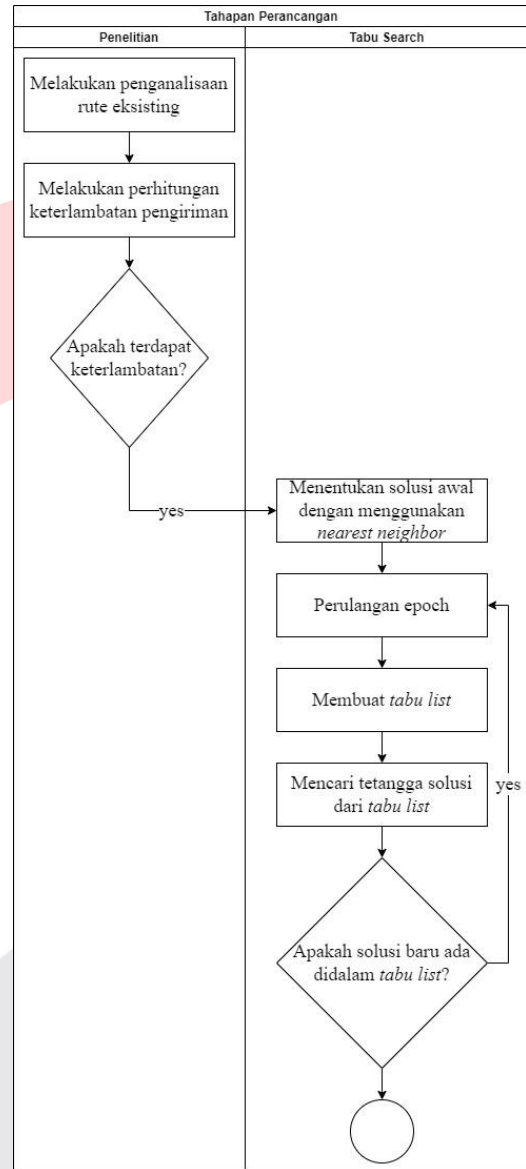 Tahapan Perancangan
Penelitian
Tabu Search
Melakukan penganalisaan
rute eksisting
Melakukan perhitungan
keterlambatan pengiriman
Apakah terdapat
keterlambatan?
yes
Menentukan solusi awal
dengan menggunakan
nearest neighbor
Perulangan epoch
Membuat tabu list
Mencari tetangga solusi
dari tabu list
yes
Apakah solusi baru ada
didalam tabu list?